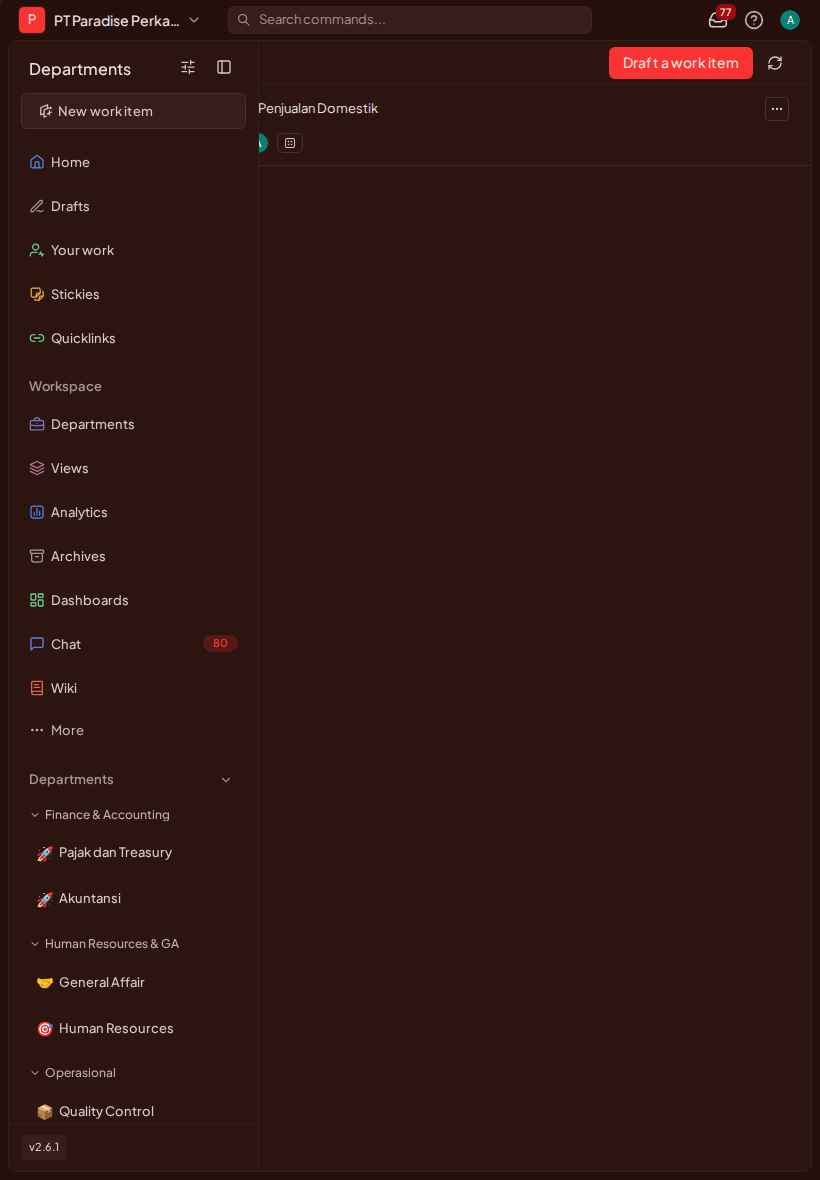 P
PT Paradise Perka...
Search commands...
77
A
Departments
Draft a work item
New work item
Penjualan Domestik
Home
Drafts
Your work
Stickies
Quicklinks
Workspace
Departments
Views
Analytics
Archives
Dashboards
Chat
80
Wiki
More
Departments
Finance & Accounting
🚀 Pajak dan Treasury
🚀 Akuntansi
Human Resources & GA
🤝 General Affair
🎯 Human Resources
Operasional
📦 Quality Control
v2.6.1